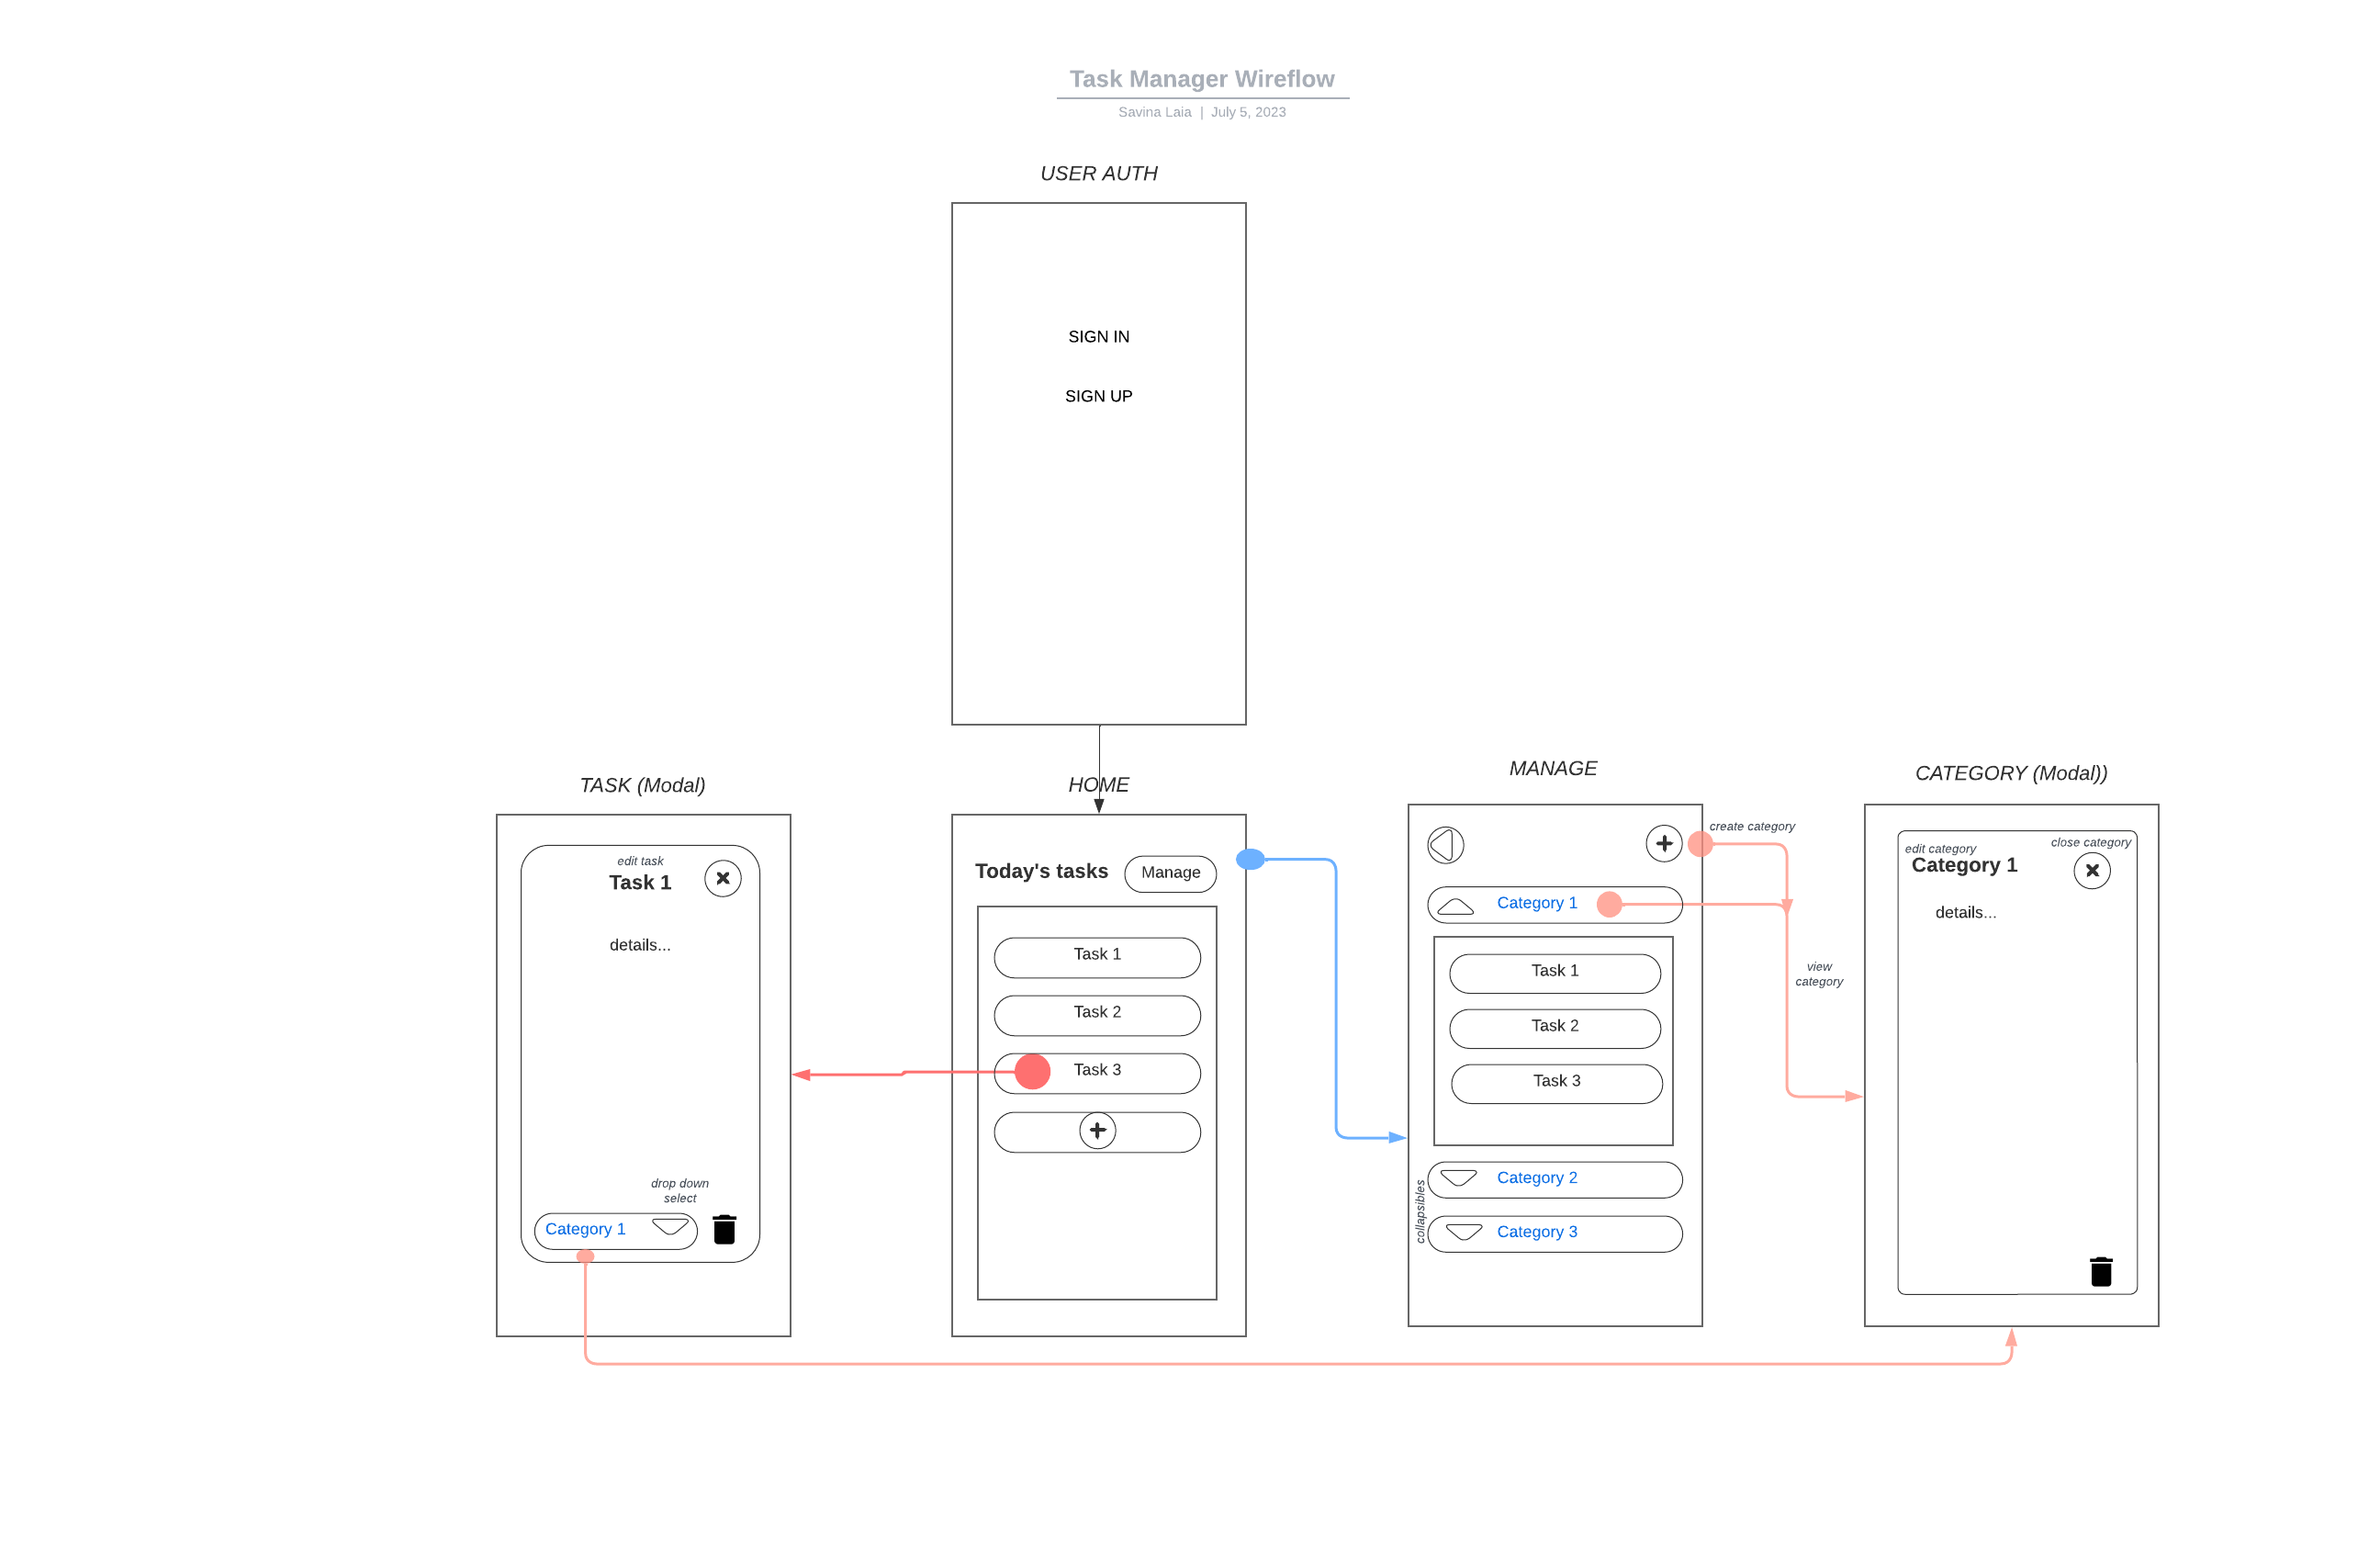 Task Manager Wireflow
Savina Laia | July 5, 2023
USER AUTH
SIGN IN
SIGN UP
TASK (Modal)
edit task
Task 1
details...
drop down
select
Category 1
HOME
Today's tasks
Manage
Task 1
Task 2
Task 3
MANAGE
create category
Category 1
Task 1
Task 2
Task 3
view
category
collapsibles
Category 2
Category 3
CATEGORY (Modal))
close category
edit category
Category 1
details...